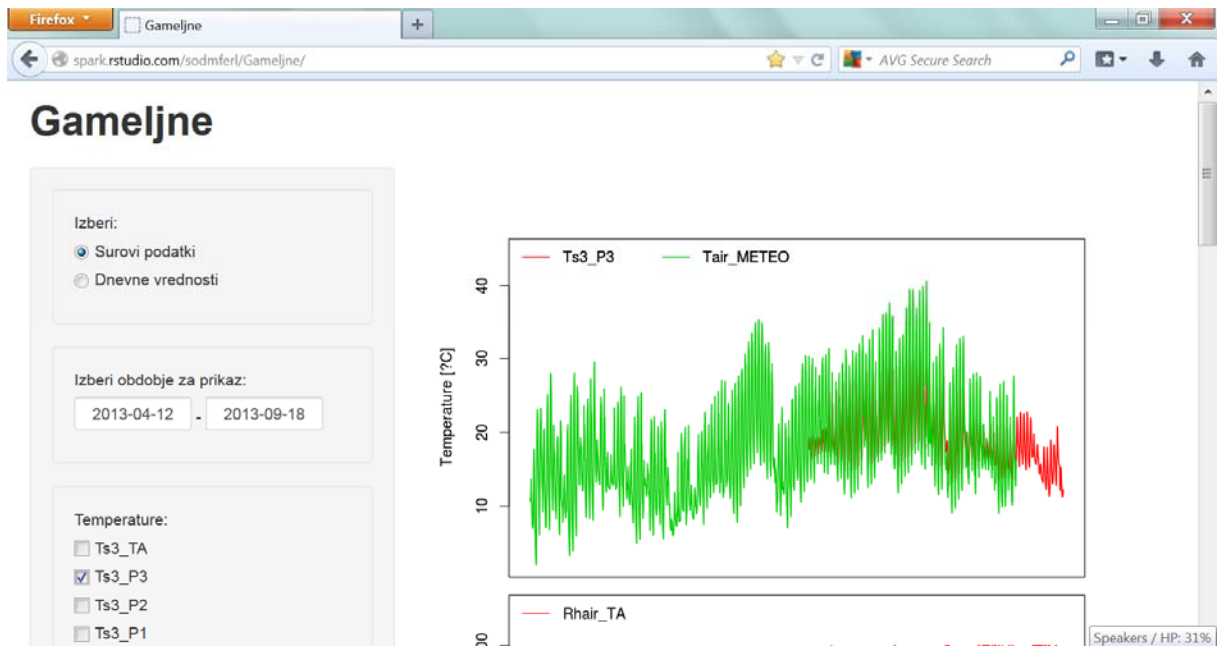 Firefox
Gameljne
spark.rstudio.com/sodmferl/Gameljne/
AVG Secure Search
Gameljne
Izberi:
Surovi podatki
Dnevne vrednosti
Izberi obdobje za prikaz:
2013-04-12 - 2013-09-18
Temperature:
Ts3_TA
Ts3_P3
Ts3_P2
Ts3_P1
Ts3_P3 Tair_METEO
Temperature [?C]
40
30
20
10
Rhair_TA
Speakers / HP: 31%